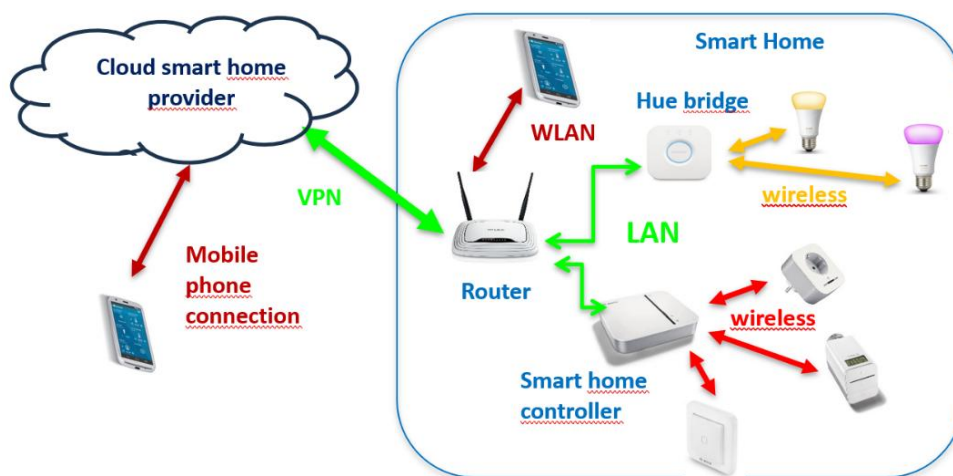 Cloud smart home
provider
Smart Home
Hue bridge
WLAN
wireless
VPN
LAN
Router
Mobile
phone
connection
wireless
Smart home
controller